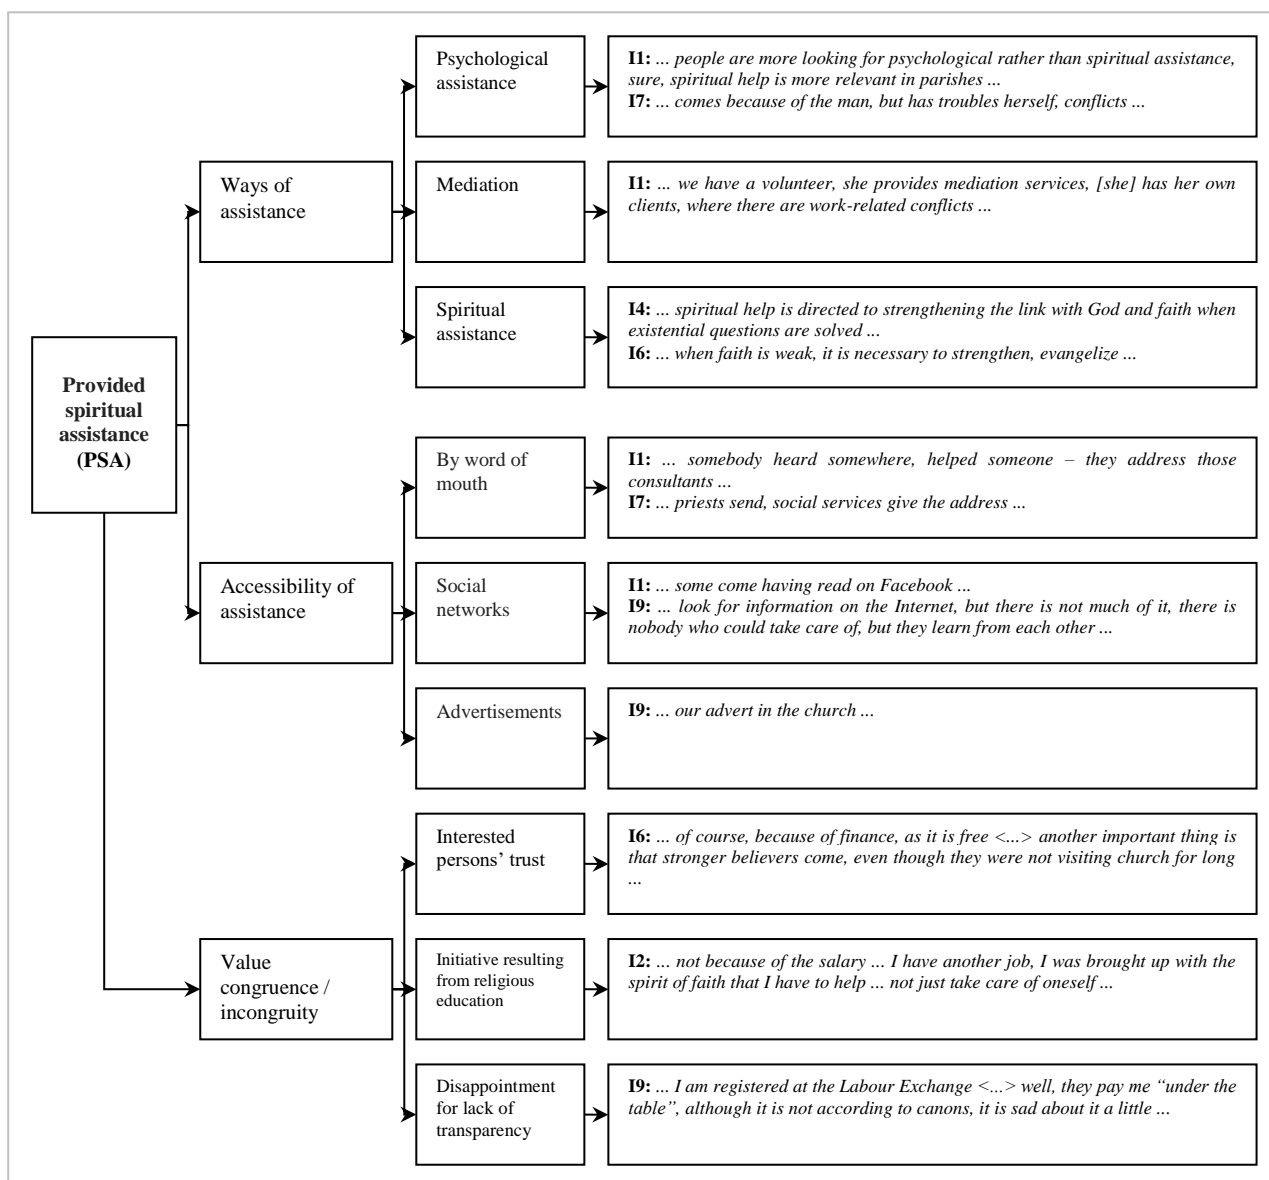 Provided
spiritual
assistance
(PSA)
Ways of
assistance
Psychological
assistance
I1: ... people are more looking for psychological rather than spiritual assistance,
sure, spiritual help is more relevant in parishes ...
I7: ... comes because of the man, but has troubles herself, conflicts ...
Mediation
I1: ... we have a volunteer, she provides mediation services, [she] has her own
clients, where there are work-related conflicts ...
Spiritual
assistance
I4: ... spiritual help is directed to strengthening the link with God and faith when
existential questions are solved ...
I6: ... when faith is weak, it is necessary to strengthen, evangelize ...
Accessibility of
assistance
By word of
mouth
I1: ... somebody heard somewhere, helped someone – they address those
consultants ...
I7: ... priests send, social services give the address ...
Social
networks
I1: ... some come having read on Facebook ...
I9: ... look for information on the Internet, but there is not much of it, there is
nobody who could take care of, but they learn from each other ...
Advertisements
I9: ... our advert in the church ...
Value
congruence /
incongruity
Interested
persons’ trust
I6: ... of course, because of finance, as it is free <...> another important thing is
that stronger believers come, even though they were not visiting church for long
...
Initiative resulting
from religious
education
I2: ... not because of the salary ... I have another job, I was brought up with the
spirit of faith that I have to help ... not just take care of oneself ...
Disappointment
for lack of
transparency
I9: ... I am registered at the Labour Exchange <...> well, they pay me “under the
table”, although it is not according to canons, it is sad about it a little ...